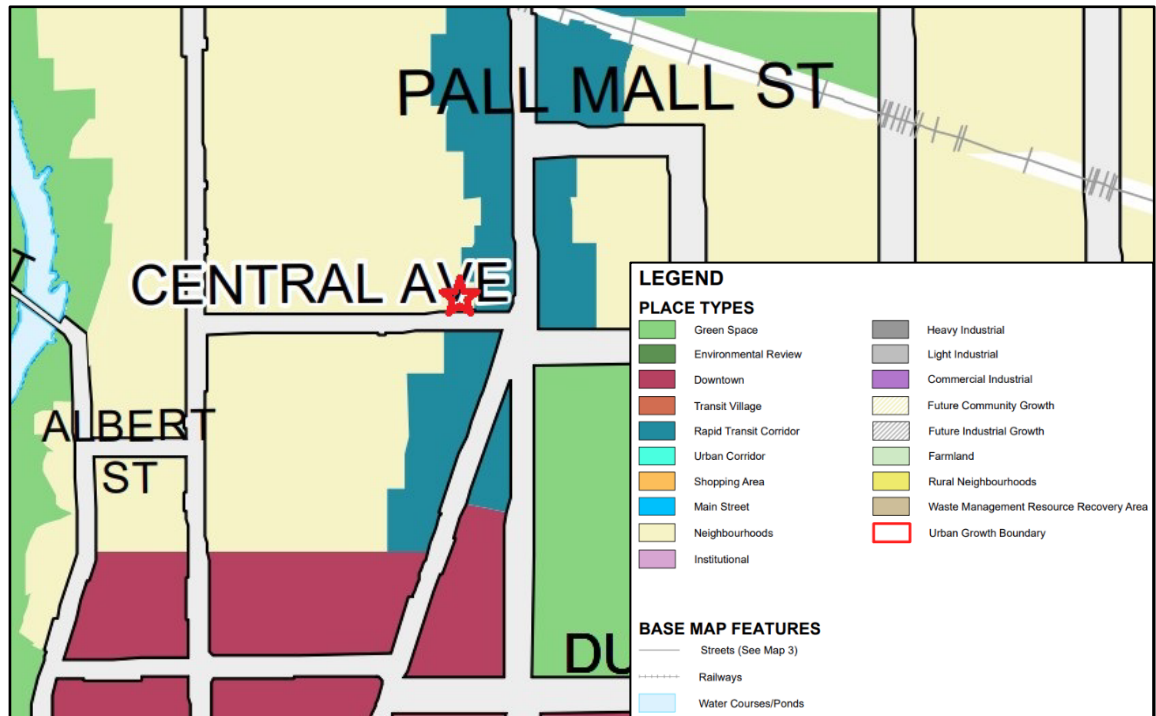 PALL MALL ST
CENTRAL AVE
T
ALBERT
ST
DU
LEGEND
PLACE TYPES
Green Space
Environmental Review
Downtown
Transit Village
Rapid Transit Corridor
Urban Corridor
Shopping Area
Main Street
Neighbourhoods
Institutional
Heavy Industrial
Light Industrial
Commercial Industrial
Future Community Growth
Future Industrial Growth
Farmland
Rural Neighbourhoods
Waste Management Resource Recovery Area
Urban Growth Boundary
BASE MAP FEATURES
Streets (See Map 3)
Railways
Water Courses/Ponds